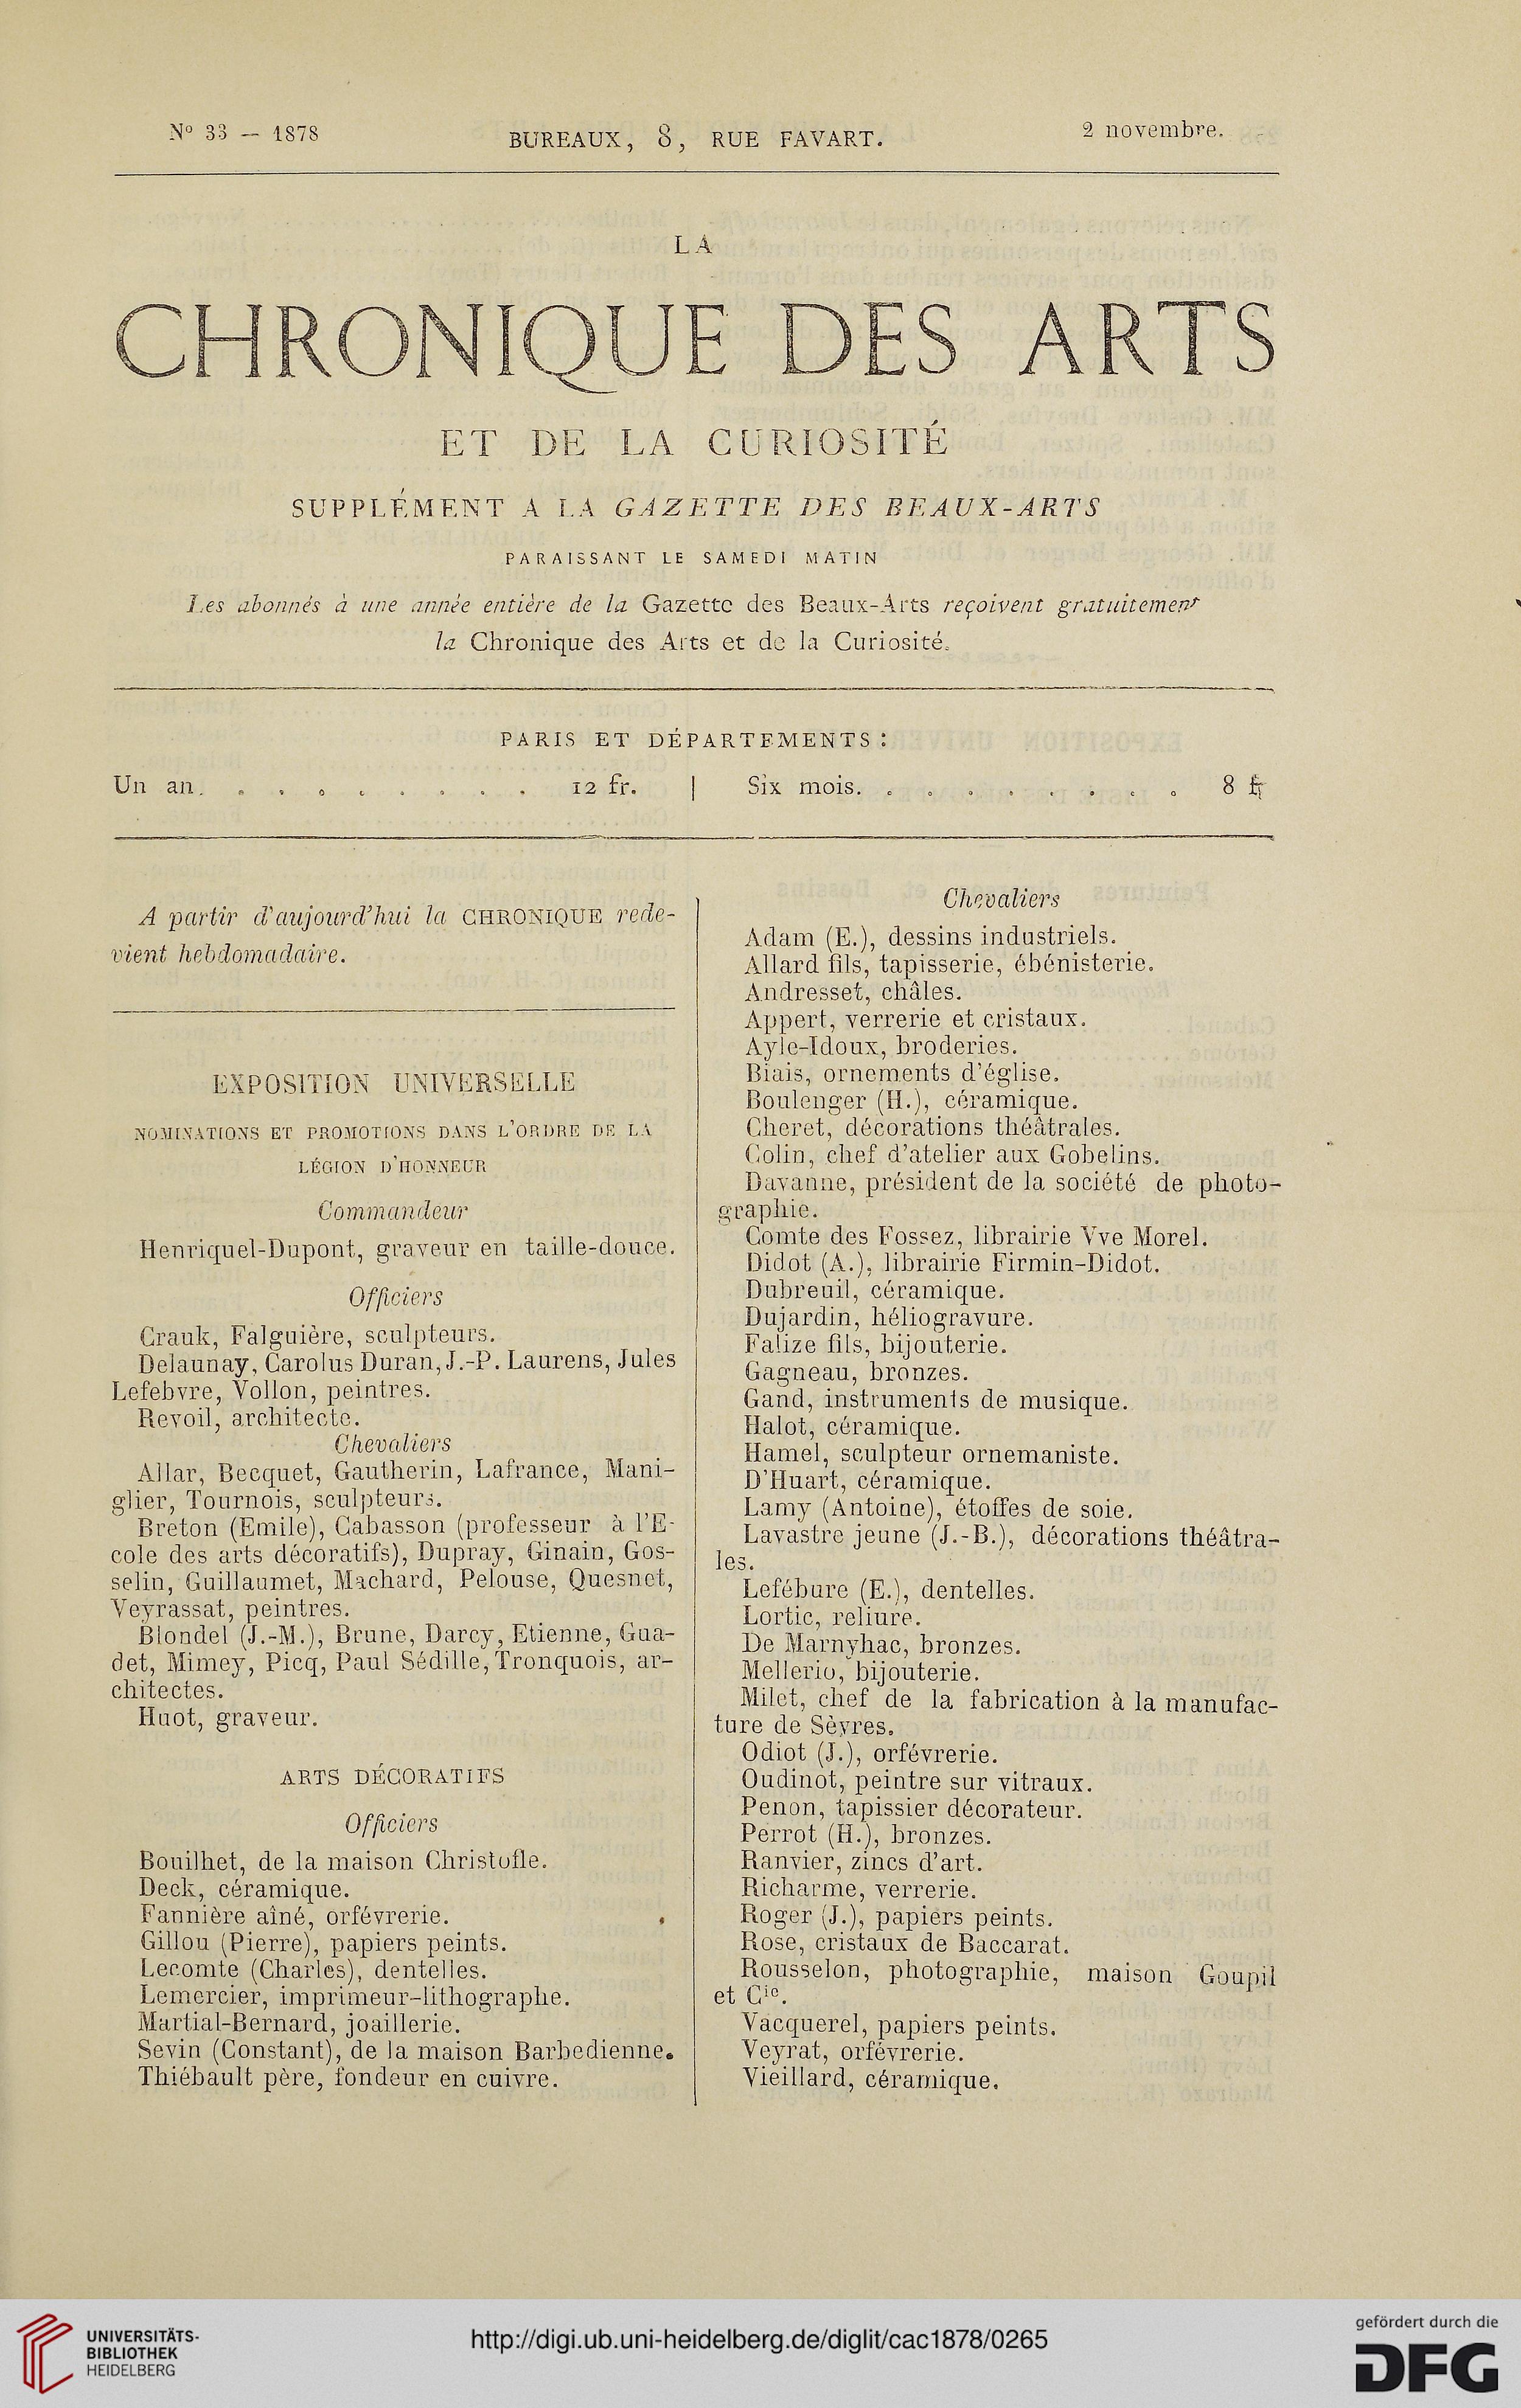 N° 33 — 1878
BUREAUX, 8, RUE FAVART.
2 novembre.
LA
CHRONIQUE DES ARTS
ET DE LA CURIOSITÉ
SUPPLÉMENT A LA GAZETTE DES BEAUX-ARTS
PARAISSANT LE SAMEDI MATIN
Les abonnés à une année entière de la Gazette des Beaux-Arts reçoivent gratuitement
la Chronique des Arts et de la Curiosité.
PARIS ET DÉPARTEMENTS :
Un an. . . . . . . . . 12 fr. | Six mois. . . . . . . . . 8 fr
A partir d'aujourd'hui la CHRONIQUE rede-
vient hebdomadaire.
EXPOSITION UNIVERSELLE
NOMINATIONS ET PROMOTIONS DANS L'ORDRE DE LA
LÉGION D'HONNEUR
Commandeur
Henriquel-Dupont, graveur en taille-douce.
Officiers
Crauk, Falguière, sculpteurs.
Delaunay, Carolus Duran, J.-P. Laurens, Jules
Lefebvre, Vollon, peintres.
Revoil, architecte.
Chevaliers
Allar, Becquet, Gautherin, Lafrance, Mani-
glier, Tournois, sculpteurs.
Breton (Emile), Cabasson (professeur à l'E-
cole des arts décoratifs), Dupray, Ginain, Gos-
selin, Guillaumet, Machard, Pelouse, Quesnet,
Veyrassat, peintres.
Blondel (J.-M.), Brune, Darcy, Etienne, Gua-
det, Mimey, Picq, Paul Sédille, Tronquois, ar-
chitectes.
Huot, graveur.
ARTS DÉCORATIFS
Officiers
Bouilhet, de la maison Christofle.
Deck, céramique.
Fannière aîné, orfévrerie.
Gillou (Pierre), papiers peints.
Lecomte (Charles), dentelles.
Lemercier, imprimeur-lithographe.
Martial-Bernard, joaillerie.
Sevin (Constant), de la maison Barbedienne.
Thiébault père, fondeur en cuivre.
Chevaliers
Adam (E.), dessins industriels.
Allard fils, tapisserie, ébénisterie.
Andresset, châles.
Appert, verrerie et cristaux.
Ayle-Idoux, broderies.
Biais, ornements d'église.
Boulenger (H.), céramique.
Cheret, décorations théâtrales.
Colin, chef d'atelier aux Gobelins.
Davanne, président de la société de photo-
graphie.
Comte des Fossez, librairie Vve Morel.
Didot (A.), librairie Firmin-Didot.
Dubreuil, céramique.
Dujardin, héliogravure.
Falize fils, bijouterie.
Gagneau, bronzes.
Gand, instruments de musique.
Halot, céramique.
Hamel, sculpteur ornemaniste.
D'Huart, céramique.
Lamy (Antoine), étoffes de soie.
Lavastre jeune (J.-B.), décorations théâtra-
les.
Lefébure (E.), dentelles.
Lortic, reliure.
De Marnyhac, bronzes.
Mellerio, bijouterie.
Milet, chef de la fabrication à la manufac-
ture de Sèvres.
Odiot (J.), orfévrerie.
Oudinot, peintre sur vitraux.
Penon, tapissier décorateur.
Perrot (H.), bronzes.
Ranvier, zincs d'art.
Richarme, verrerie.
Roger (J.), papiers peints.
Rose, cristaux de Baccarat.
Rousselon, photographie, maison Goupil
et Cie.
Vacquerel, papiers peints.
Veyrat, orfévrerie.
Vieillard, céramique.
UNIVERSITÄTS-
BIBLIOTHEK
HEIDELBERG
http://digi.ub.uni-heidelberg.de/diglit/cac1878/0265
gefördert durch die
DFG